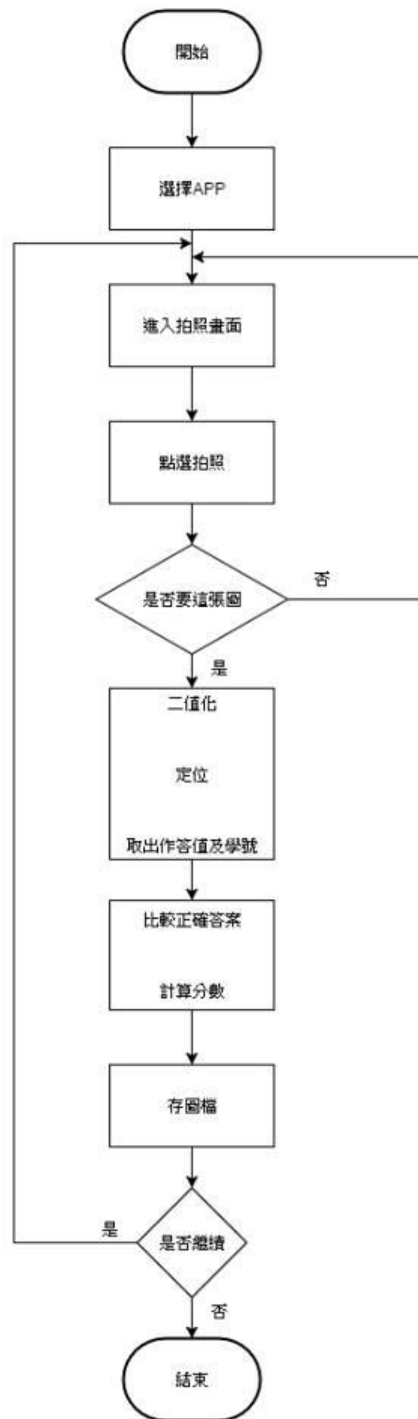 開始
選擇APP
進入拍照畫面
點選拍照
是否要這張圖
否
是
二值化
定位
取出作答值及學號
比較正確答案
計算分數
存圖檔
是否繼續
是
否
結束